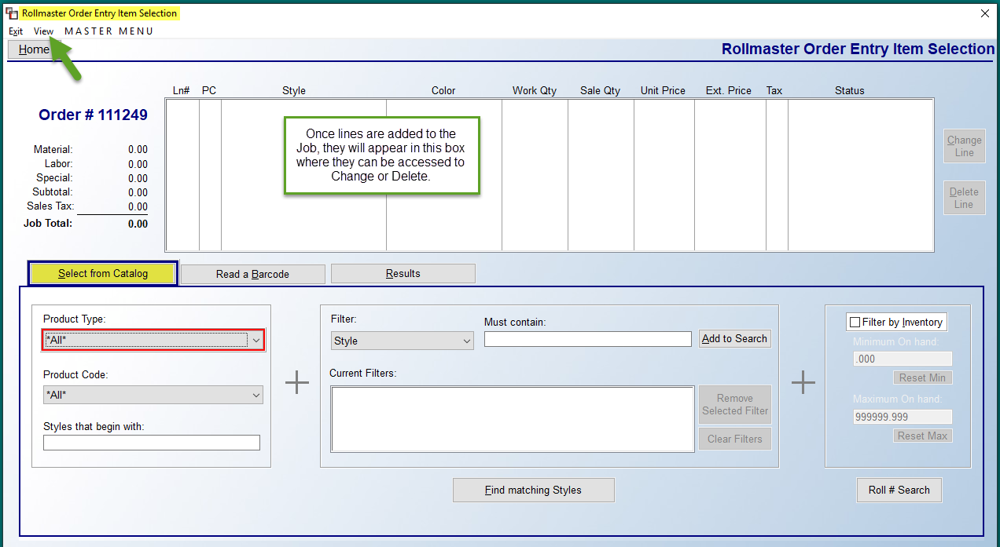 Rollmaster Order Entry Item Selection
Exit View MASTER MENU
Home
Rollmaster Order Entry Item Selection
Ln# PC Style Color Work Qty Sale Qty Unit Price Ext. Price Tax Status
Order # 111249
Once lines are added to the
Job, they will appear in this box
where they can be accessed to
Change or Delete.
Material: 0.00
Labor: 0.00
Special: 0.00
Subtotal: 0.00
Sales Tax: 0.00
Job Total: 0.00
Change
Line
Delete
Line
Select from Catalog
Read a Barcode
Results
Product Type:
*All*
Product Code:
*All*
Styles that begin with:
Filter:
Style
Must contain:
Add to Search
Current Filters:
Remove
Selected Filter
Clear Filters
Filter by Inventory
Minimum On hand:
.000
Reset Min
Maximum On hand:
999999.999
Reset Max
Find matching Styles
Roll # Search